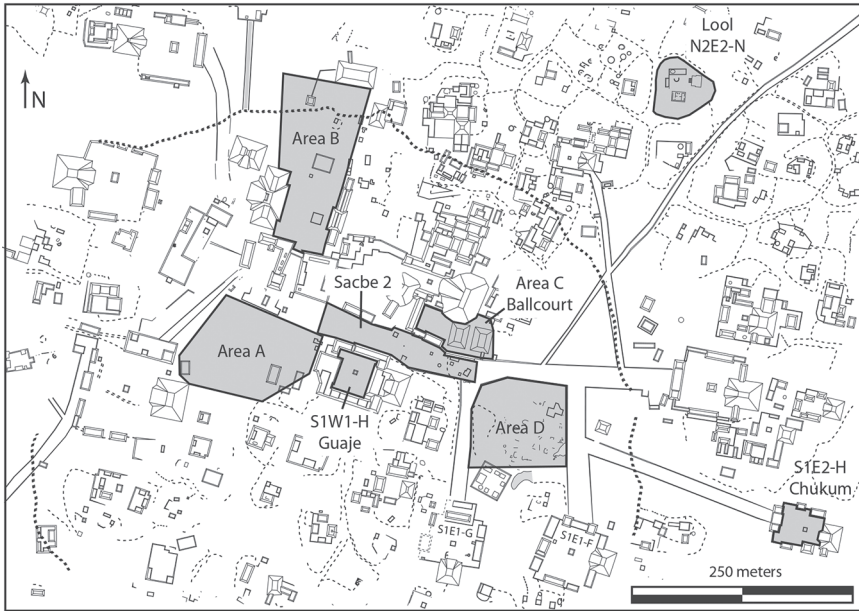 Lool
N2E2-N
N
Area B
Sacbe 2
Area C
Ballcourt
Area A
S1W1-H
Guaje
Area D
S1E2-H
Chukum
S1E1-G
S1E1-F
250 meters